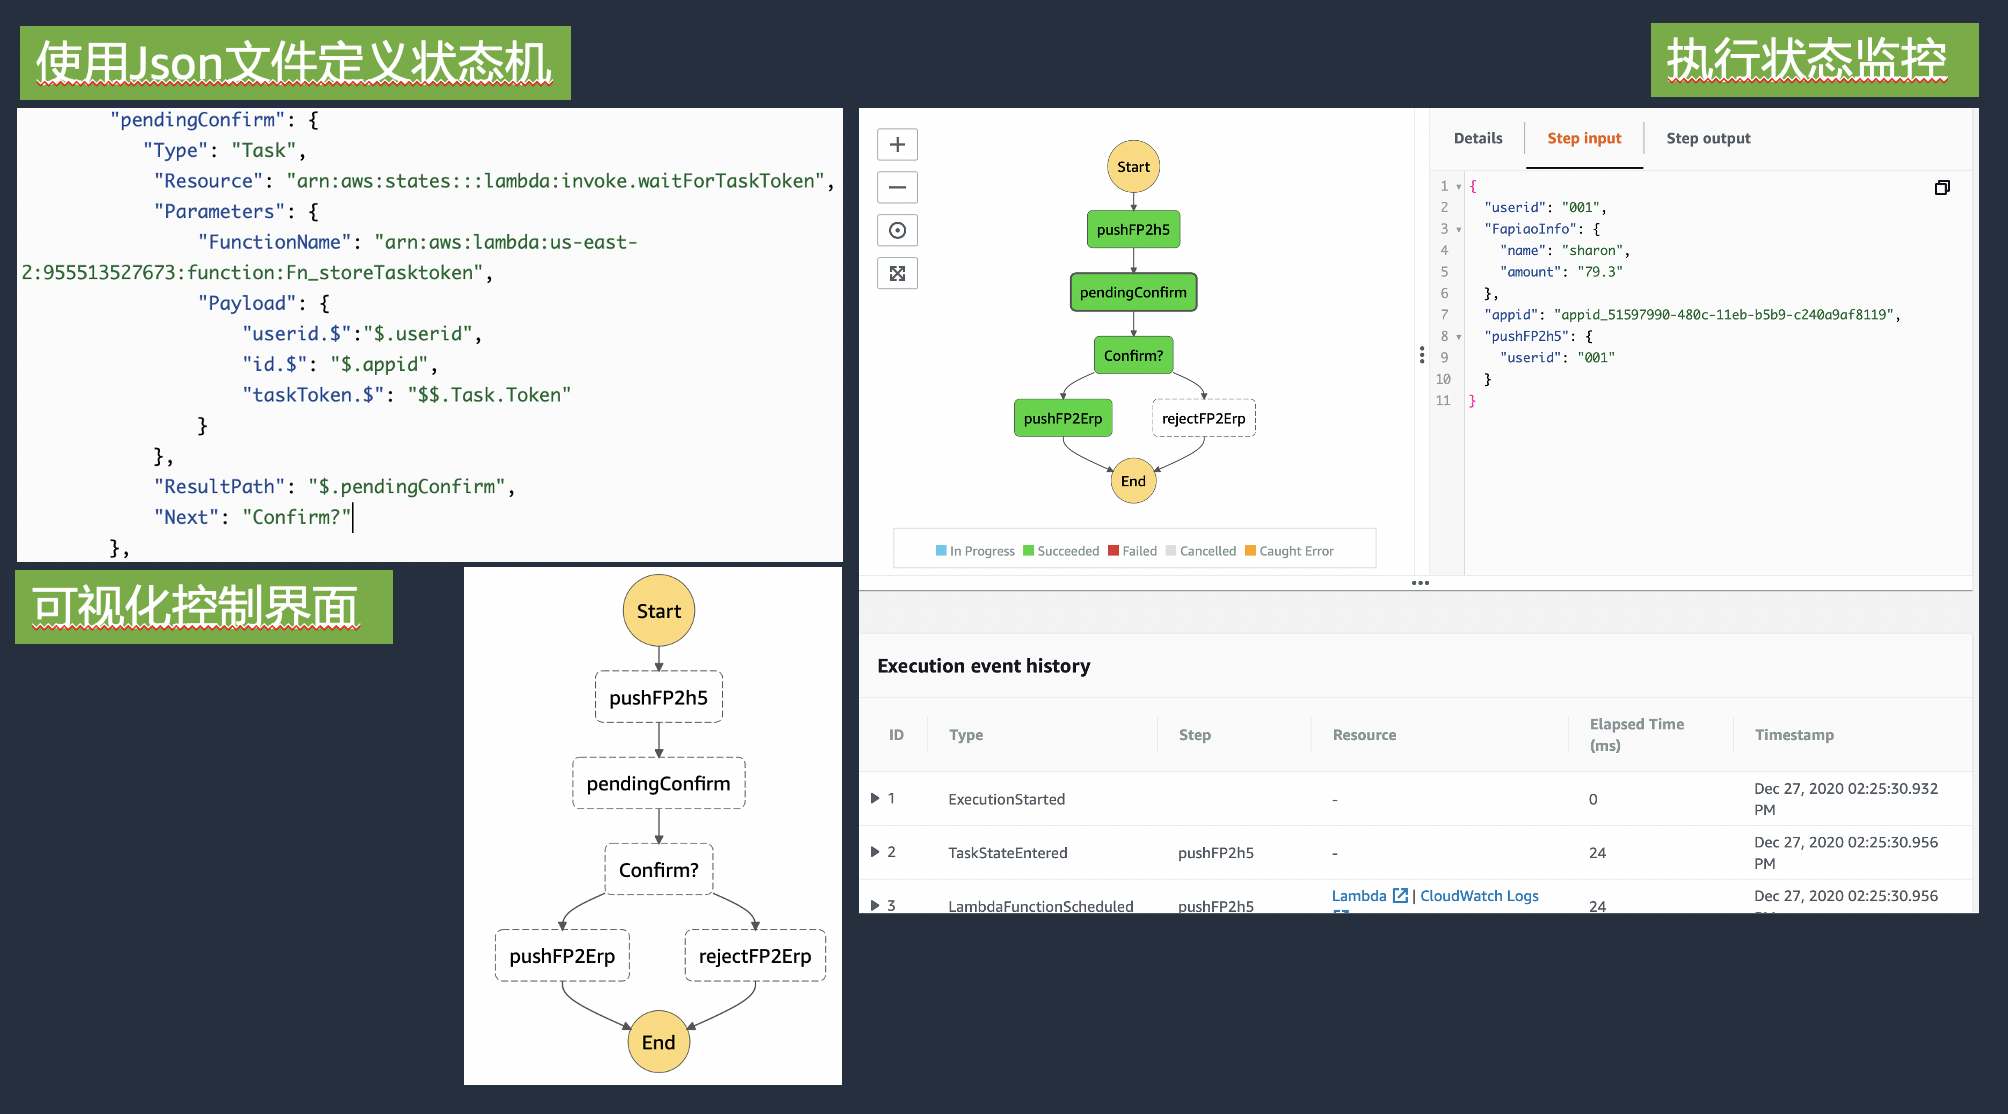 使用Json文件定义状态机
"pendingConfirm": {
"Type": "Task",
"Resource": "arn:aws:states:::lambda:invoke.waitForTaskToken",
"Parameters": {
"FunctionName": "arn:aws:lambda:us-east-
2:955513527673:function:Fn_storeTasktoken",
"Payload": {
"userid.$":"$.userid",
"id.$": "$.appid",
"taskToken.$": "$$.Task.Token"
}
},
"ResultPath": "$.pendingConfirm",
"Next": "Confirm?"
},
可视化控制界面
Start
pushFP2h5
pendingConfirm
Confirm?
pushFP2Erp
rejectFP2Erp
End
执行状态监控
Start
pushFP2h5
pendingConfirm
Confirm?
pushFP2Erp
rejectFP2Erp
End
In Progress
Succeeded
Failed
Cancelled
Caught Error
Details
Step input
Step output
1 {
2 "userid": "001",
3 "FapiaoInfo": {
4 "name": "sharon",
5 "amount": "79.3"
6 },
7 "appid": "appid_51597990-480c-11eb-b5b9-c240a9af8119",
8 "pushFP2h5": {
9 "userid": "001"
10 }
11 }
Execution event history
ID Type Step Resource Elapsed Time (ms) Timestamp
1 ExecutionStarted - 0 Dec 27, 2020 02:25:30.932 PM
2 TaskStateEntered pushFP2h5 - 24 Dec 27, 2020 02:25:30.956 PM
3 LambdaFunctionScheduled pushFP2h5 Lambda | CloudWatch Logs 24 Dec 27, 2020 02:25:30.956